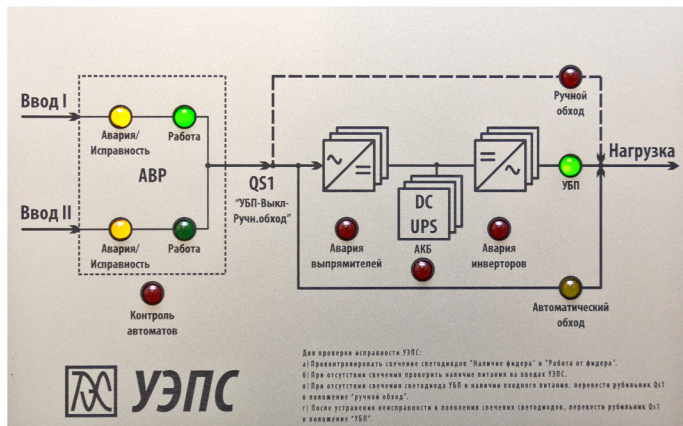 Ввод I
Авария/
Исправность
Работа
АВР
Ввод II
Авария/
Исправность
Работа
Контроль
автоматов
QS1
"УБП-Выкл-
Ручн.обход"
Ручной
обход
Нагрузка
УБП
DC
UPS
Авария
выпрямителей
АКБ
Авария
инверторов
Автоматический
обход
УЭПС
Для проверки исправности УЭПС:
а) Проконтролировать свечение светодиодов "Наличие фидера" и "Работа от фидера".
б) При отсутствии свечения проверить наличие питания на вводах УЭПС.
в) При отсутствии свечения светодиода УБП и наличии входного питания, перевести рубильник Qs1
в положение "ручной обход".
г) После устранения неисправности и появления свечения светодиодов, перевести рубильник Qs1
в положение "УБП".